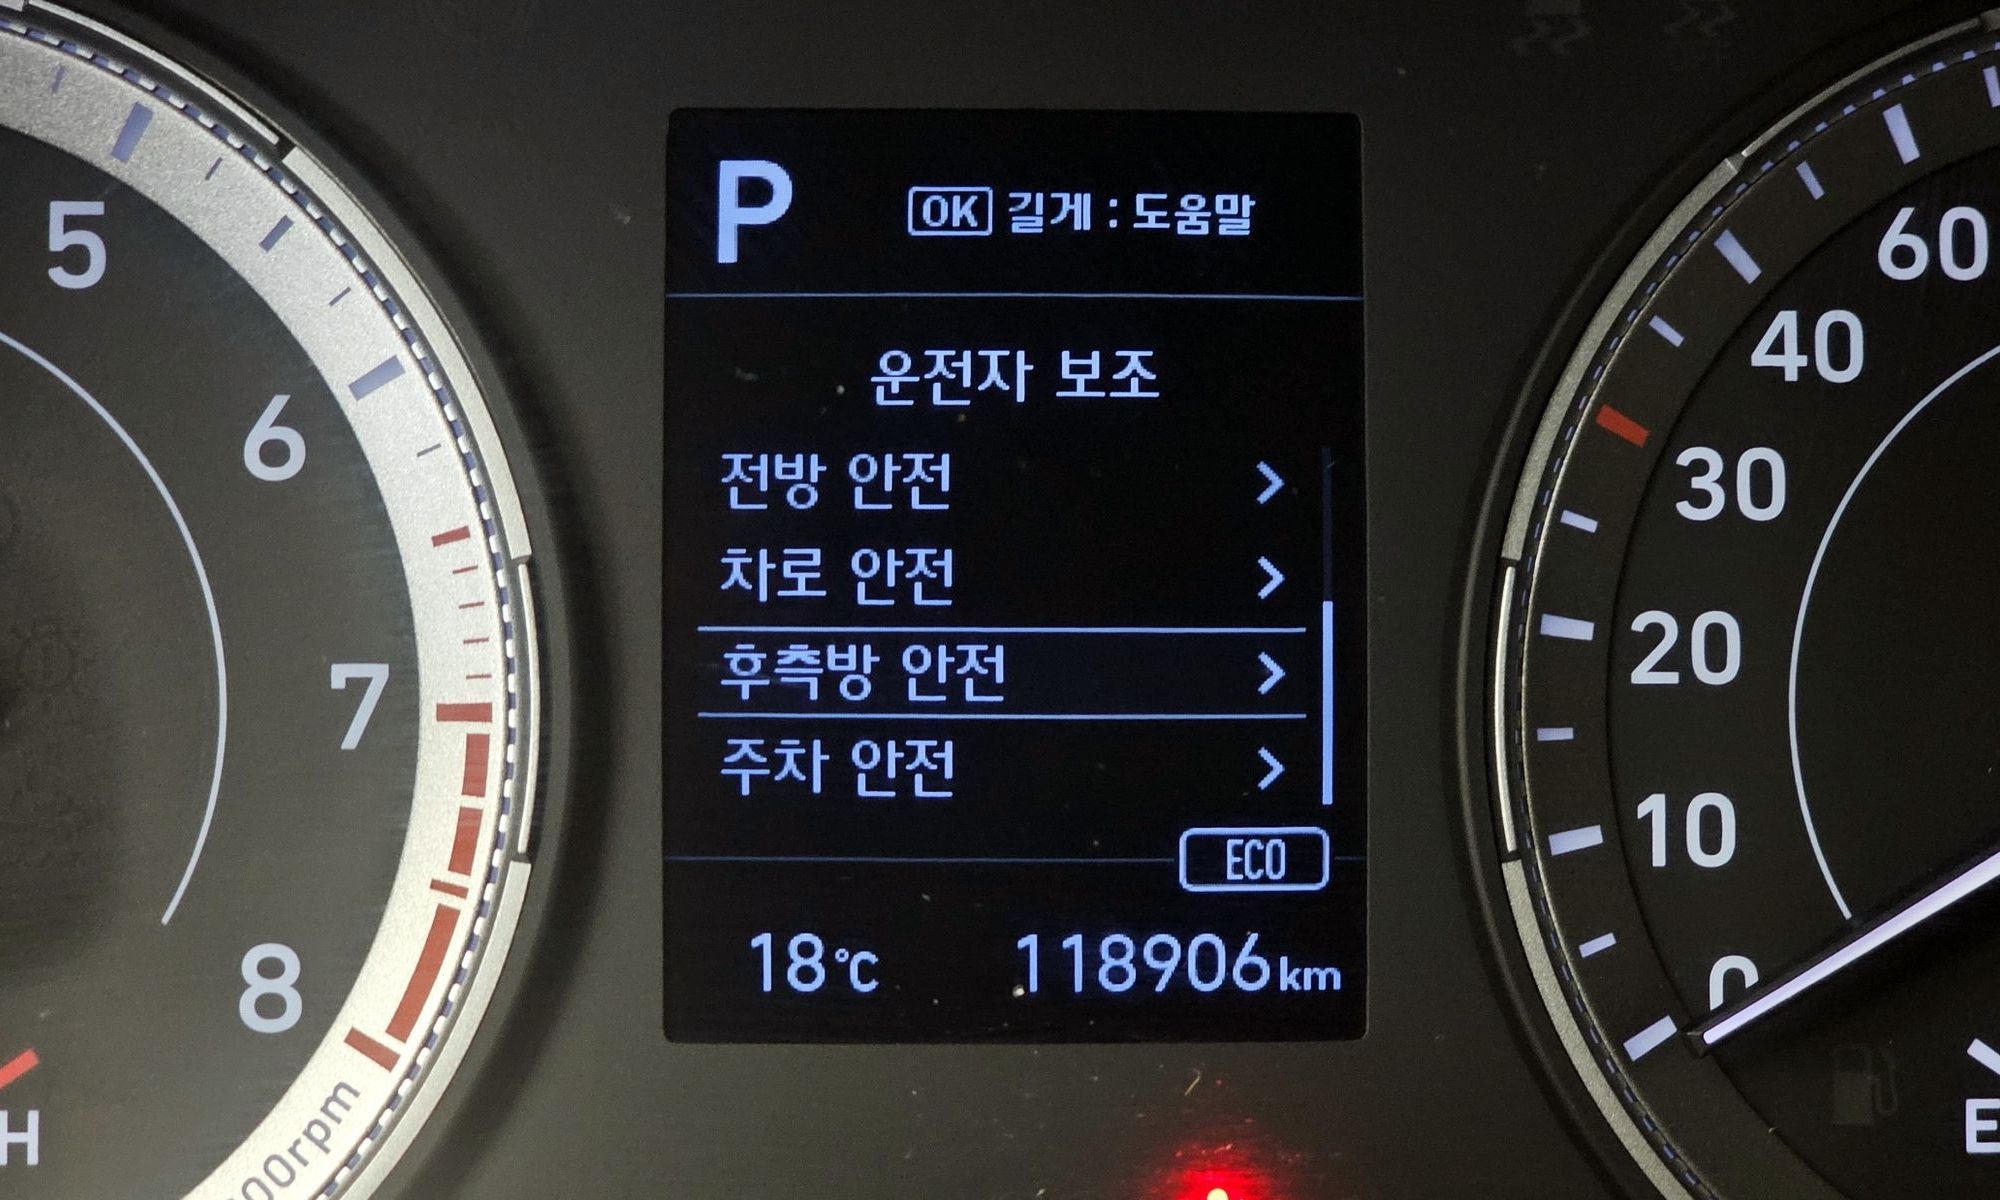 P
OK 길게 : 도움말
운전자 보조
전방 안전
차로 안전
후측방 안전
주차 안전
ECO
18℃ 118906km
5
6
7
8
H
00rpm
60
40
30
20
10
0
E